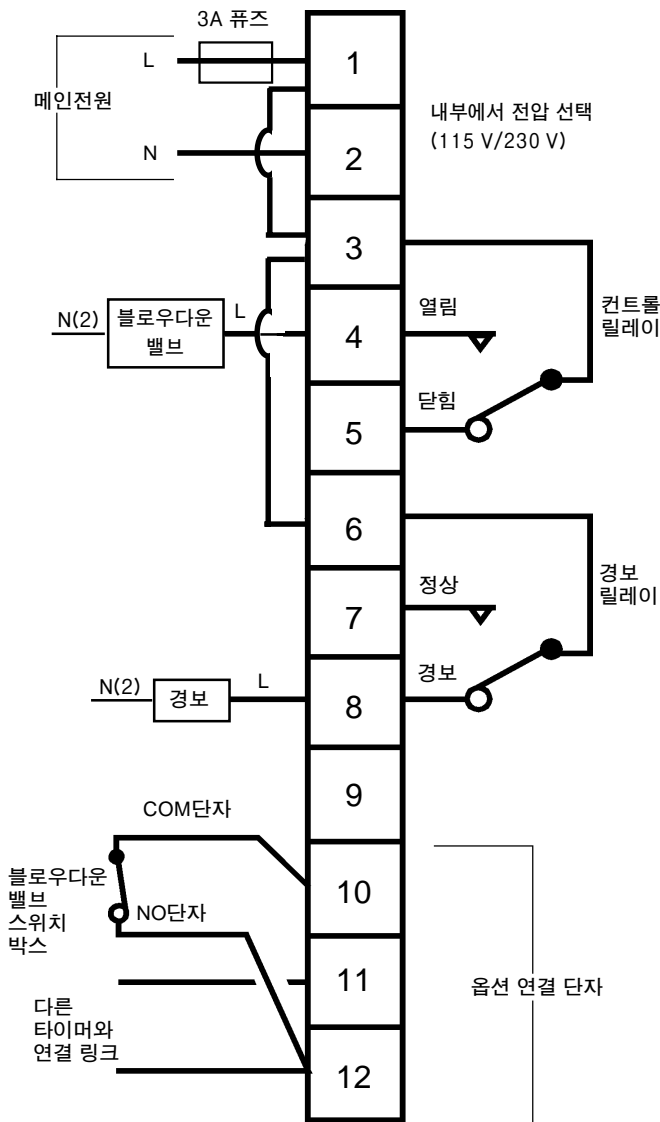 3A 퓨즈
L
메인전원
N
내부에서 전압 선택
(115 V/230 V)
1
2
3
4
5
6
7
8
9
10
11
12
N(2)
블로우다운
밸브
L
열림
닫힘
컨트롤
릴레이
정상
경보
경보
릴레이
N(2)
경보
L
COM단자
블로우다운
밸브
스위치
박스
NO단자
다른
타이머와
연결 링크
옵션 연결 단자